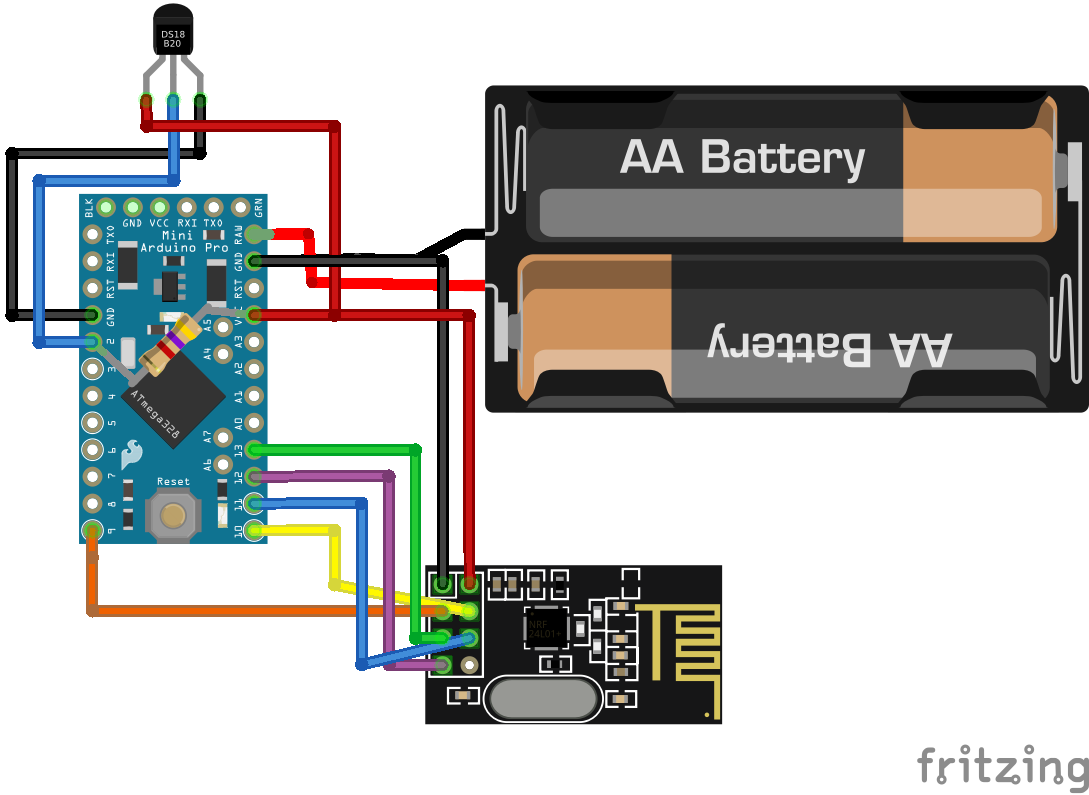 DS18
B20
BLK
GND VCC RXI TXO
GRN
Mini
Arduino Pro
TXO
RXI
RST
GND
2
3
4
5
6
7
8
9
RAW
GND
RST
VCC
A3
A2
A1
A0
13
12
11
10
A5
A4
A7
A6
ATmega328
Reset
AA Battery
AA Battery
NRF
24L01+
fritzing